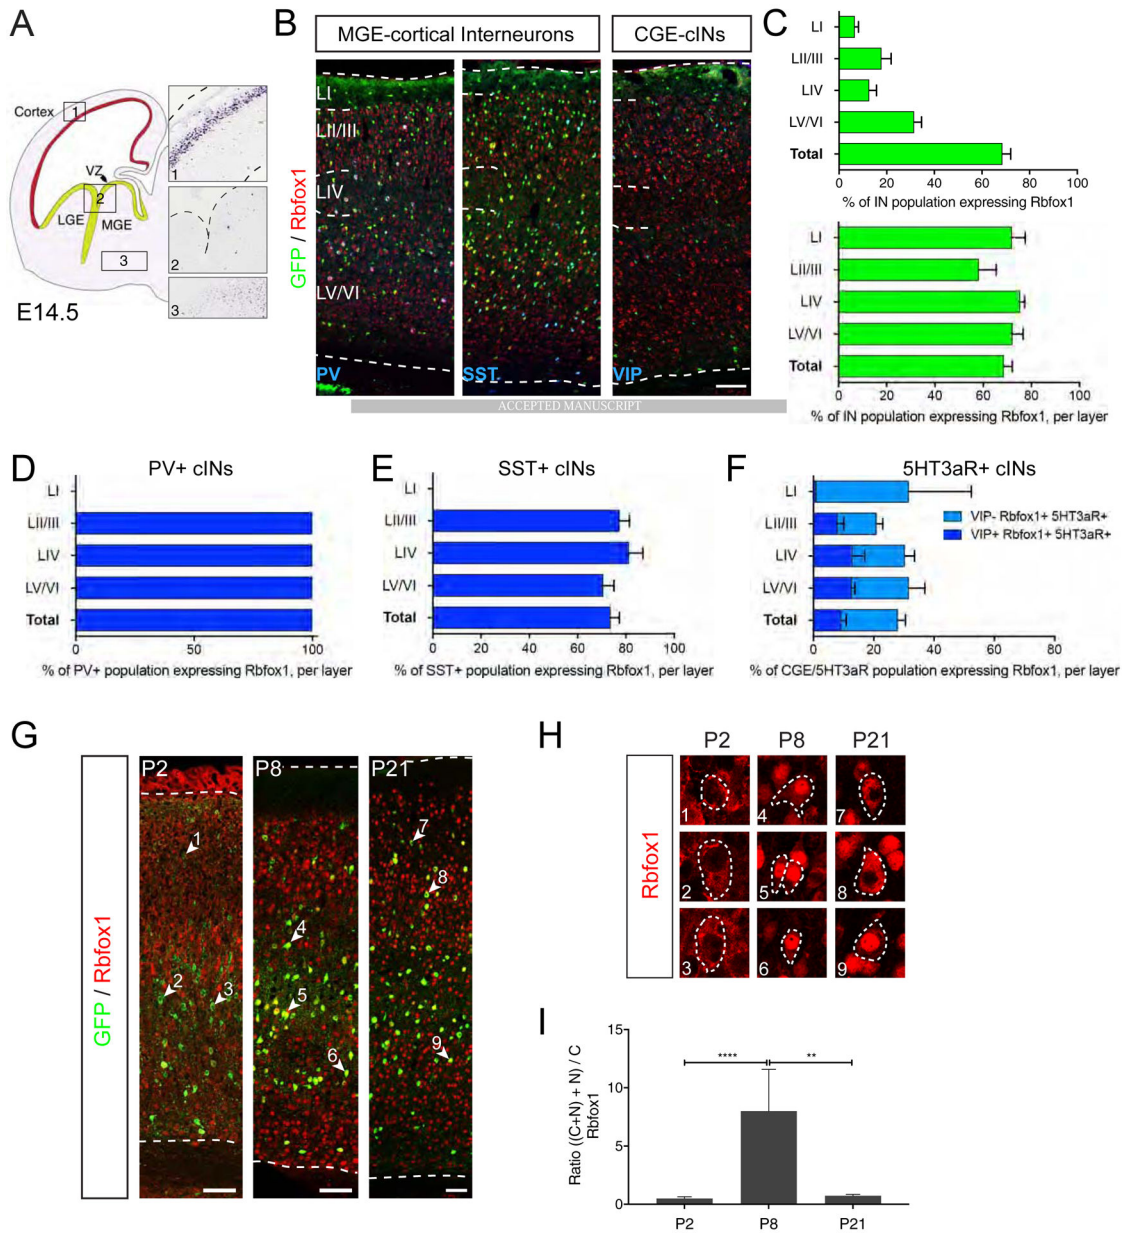 A
Cortex
1
VZ
2
LGE
MGE
3
E14.5
1
2
3
B
MGE-cortical Interneurons
CGE-cINs
GFP / Rbfox1
LI
LII/III
LIV
LV/VI
PV
SST
VIP
ACCEPTED MANUSCRIPT
C
LI
LII/III
LIV
LV/VI
Total
0 20 40 60 80 100
% of IN population expressing Rbfox1
LI
LII/III
LIV
LV/VI
Total
0 20 40 60 80 100
% of IN population expressing Rbfox1, per layer
D
PV+ cINs
LI
LII/III
LIV
LV/VI
Total
0 50 100
% of PV+ population expressing Rbfox1, per layer
E
SST+ cINs
LI
LII/III
LIV
LV/VI
Total
0 20 40 60 80 100
% of SST+ population expressing Rbfox1, per layer
F
5HT3aR+ cINs
LI
LII/III
LIV
LV/VI
Total
VIP- Rbfox1+ 5HT3aR+
VIP+ Rbfox1+ 5HT3aR+
0 20 40 60 80
% of CGE/5HT3aR population expressing Rbfox1, per layer
G
GFP / Rbfox1
P2
P8
P21
1
2
3
4
5
6
7
8
9
H
P2 P8 P21
Rbfox1
1 4 7
2 5 8
3 6 9
I
Ratio ((C+N) + N) / C
Rbfox1
15
10
5
0
**** **
P2 P8 P21